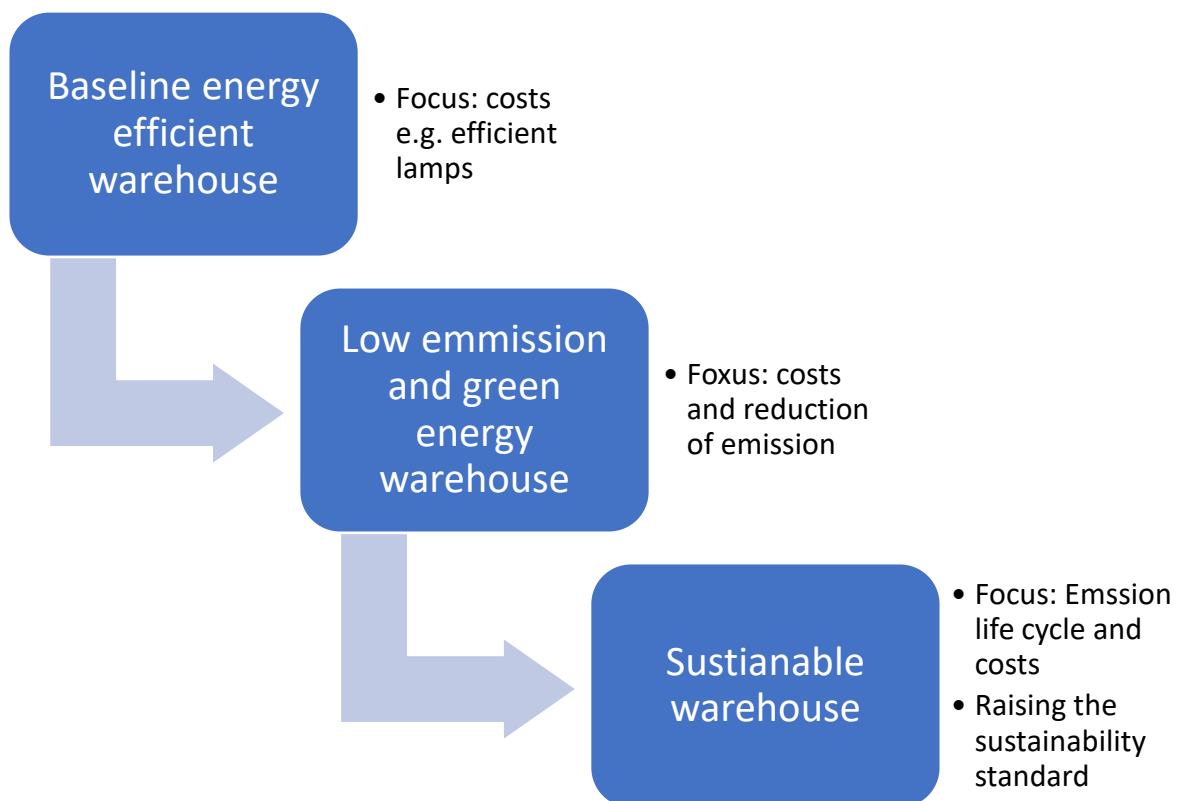 Baseline energy
efficient
warehouse
• Focus: costs
e.g. efficient
lamps
Low emmission
and green
energy
warehouse
• Foxus: costs
and reduction
of emission
Sustianable
warehouse
• Focus: Emssion
life cycle and
costs
• Raising the
sustainability
standard